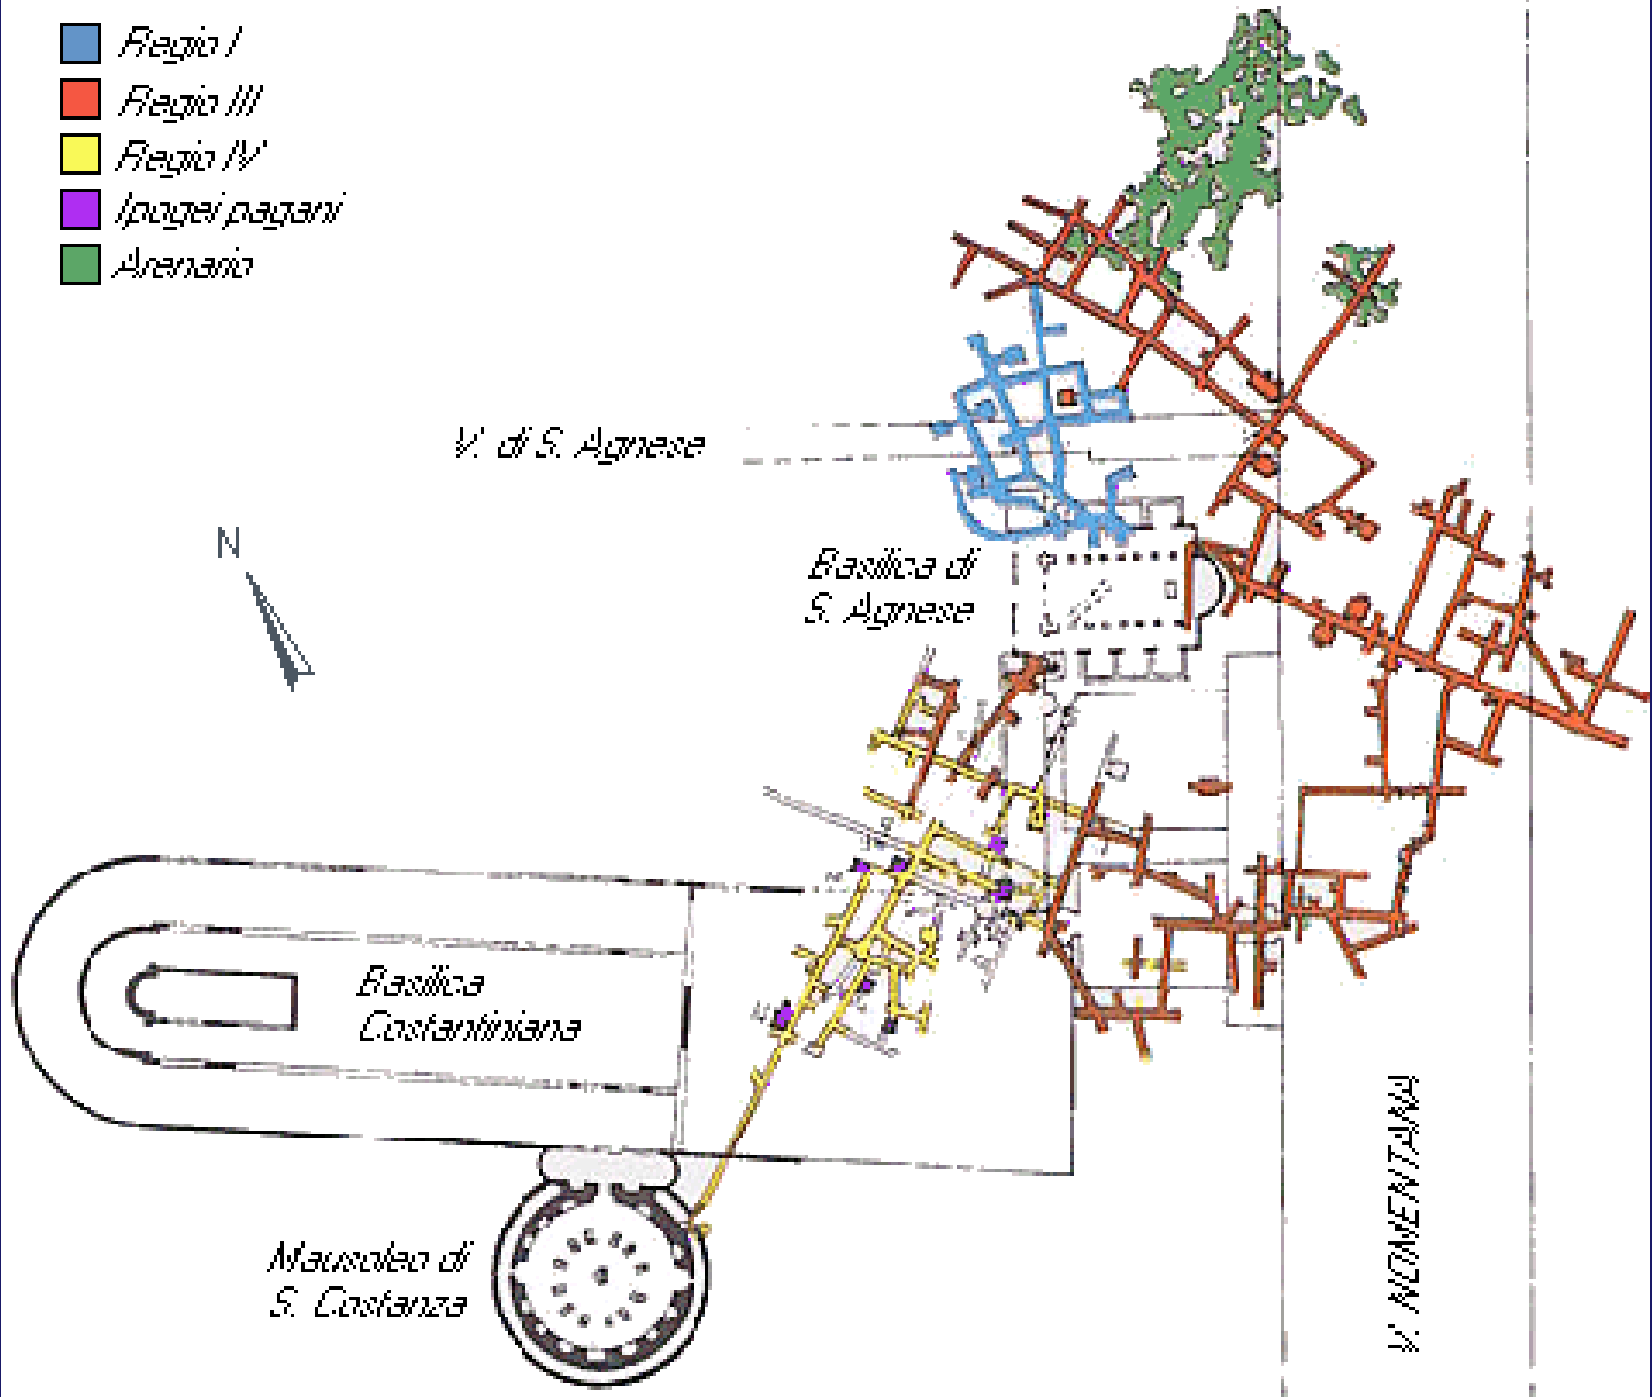 Regio I
Regio III
Regio IV
Ipogei pagani
Arenario
V. di S. Agnese
N
Basilica di
S. Agnese
Basilica
Costantiniana
Mausoleo di
S. Costanza
V. NOMENTANA